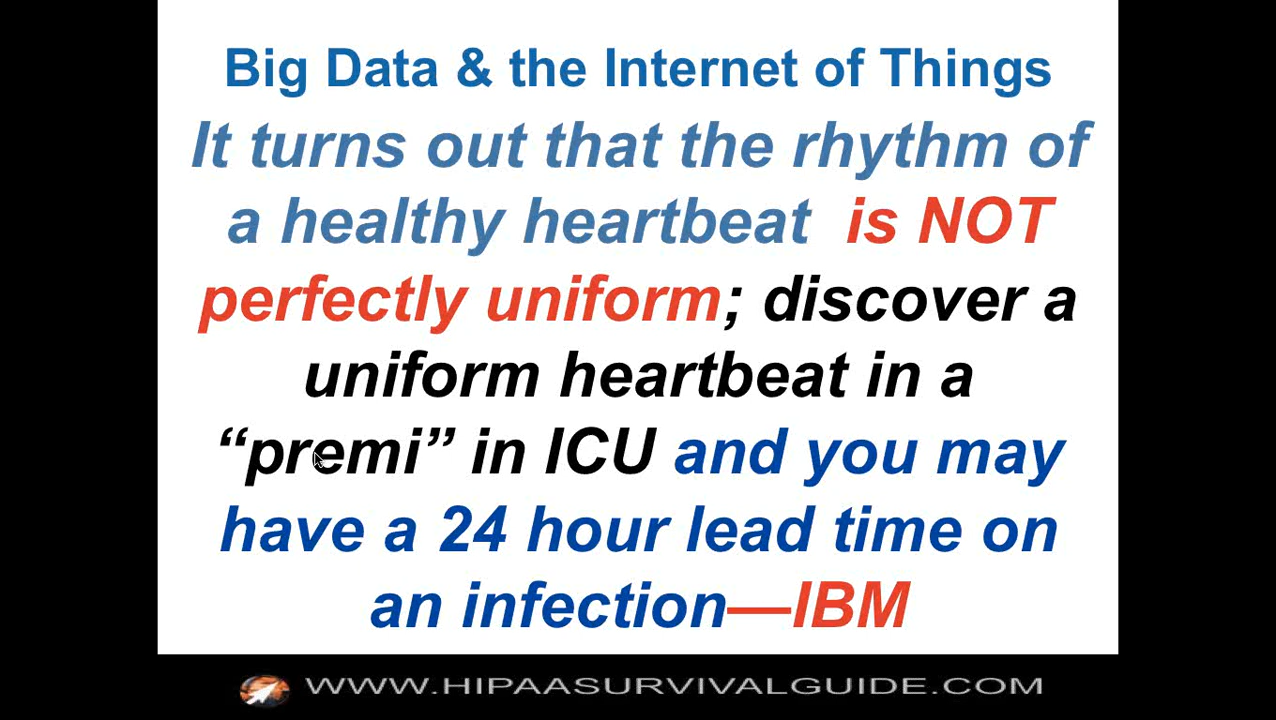 Big Data & the Internet of Things
It turns out that the rhythm of
a healthy heartbeat is NOT
perfectly uniform; discover a
uniform heartbeat in a
“premi” in ICU and you may
have a 24 hour lead time on
an infection—IBM
WWW.HIPAASURVIVALGUIDE.COM